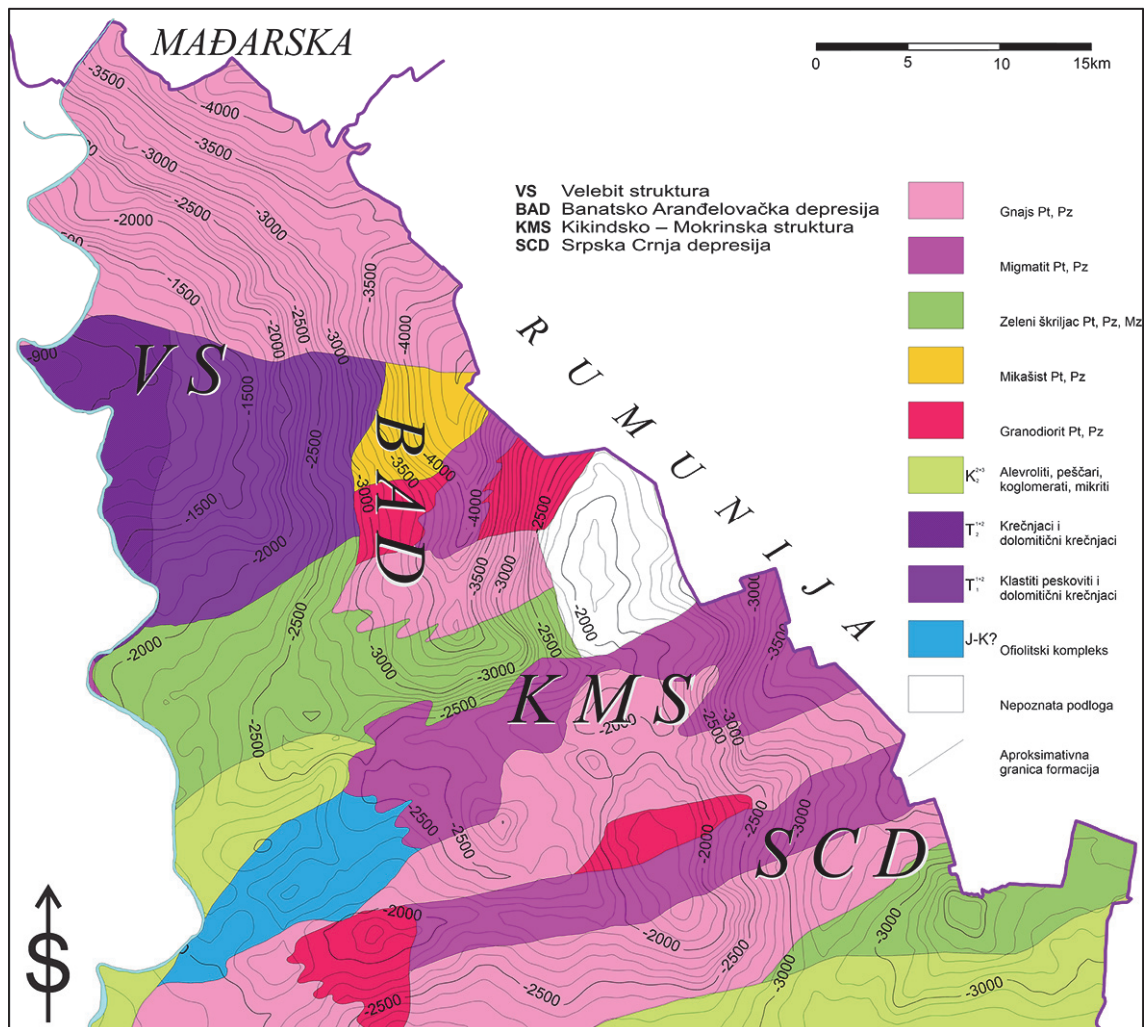 MAĐARSKA
0 5 10 15km
VS Velebit struktura
BAD Banatsko Aranđelovačka depresija
KMS Kikindsko – Mokrinska struktura
SCD Srpska Crnja depresija
Gnajs Pt, Pz
Migmatit Pt, Pz
Zeleni škriljac Pt, Pz, Mz
Mikašist Pt, Pz
Granodiorit Pt, Pz
Alevroliti, peščari,
koglomerati, mikriti
Krečnjaci i
dolomitični krečnjaci
Klastiti peskoviti i
dolomitični krečnjaci
J-K? Ofiolitski kompleks
Nepoznata podloga
Aproksimativna
granica formacija
RUMUNIJA
VS
BAD
KMS
SCD
S
-3500
-4000
-3500
-3000
-2500
-3000
-2000
-3500
-1500
-2000
-2500
-3000
-4000
-900
-1500
-2500
-3500
-4000
-3000
-4000
-2500
-1500
-2000
-3500
-3000
-2000
-2500
-2000
-3000
-2500
-3000
-3000
-3500
-2500
-2500
-2000
-2500
-3000
-2500
-2500
-2500
-3000
-2000
-2000
-2000
-3000
-2500
-2500
-3000
-3000